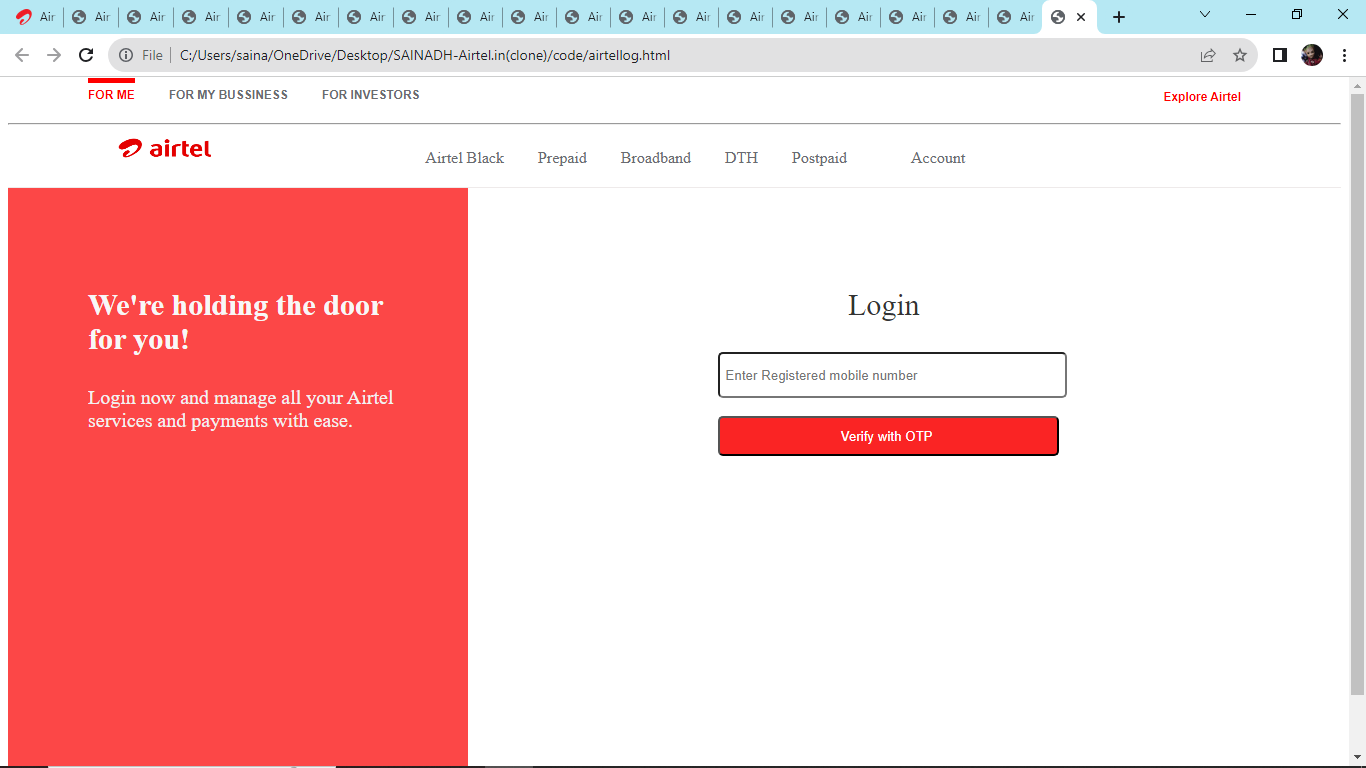 Air Air Air Air Air Air Air Air Air Air Air Air Air Air Air Air Air Air Air
File C:/Users/saina/OneDrive/Desktop/SAINADH-Airtel.in(clone)/code/airtellog.html
FOR ME FOR MY BUSSINESS FOR INVESTORS Explore Airtel
airtel Airtel Black Prepaid Broadband DTH Postpaid Account
We're holding the door
for you!
Login now and manage all your Airtel
services and payments with ease.
Login
Enter Registered mobile number
Verify with OTP